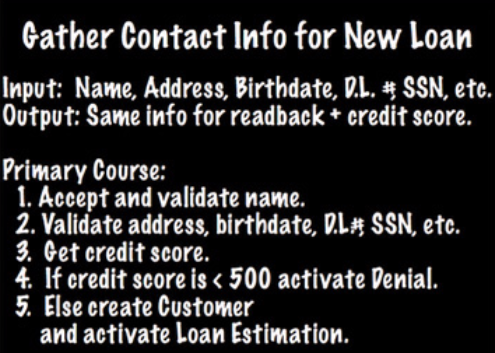 Gather Contact Info for New Loan
Input: Name, Address, Birthdate, D.L. #, SSN, etc.
Output: Same info for readback + credit score.
Primary Course:
1. Accept and validate name.
2. Validate address, birthdate, D.L#, SSN, etc.
3. Get credit score.
4. If credit score is < 500 activate Denial.
5. Else create Customer
and activate Loan Estimation.